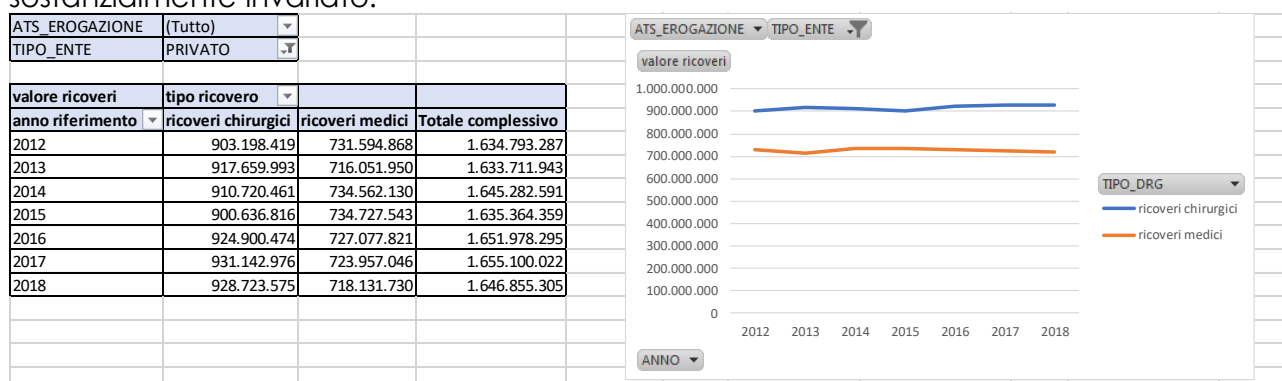 sostanzialmente invariato.
ATS_EROGAZIONE (Tutto)
TIPO_ENTE PRIVATO
valore ricoveri tipo ricovero
anno riferimento ricoveri chirurgici ricoveri medici Totale complessivo
2012 903.198.419 731.594.868 1.634.793.287
2013 917.659.993 716.051.950 1.633.711.943
2014 910.720.461 734.562.130 1.645.282.591
2015 900.636.816 734.727.543 1.635.364.359
2016 924.900.474 727.077.821 1.651.978.295
2017 931.142.976 723.957.046 1.655.100.022
2018 928.723.575 718.131.730 1.646.855.305
ATS_EROGAZIONE TIPO_ENTE
valore ricoveri
1.000.000.000
900.000.000
800.000.000
700.000.000
600.000.000
500.000.000
400.000.000
300.000.000
200.000.000
100.000.000
0
2012 2013 2014 2015 2016 2017 2018
TIPO_DRG
ricoveri chirurgici
ricoveri medici
ANNO